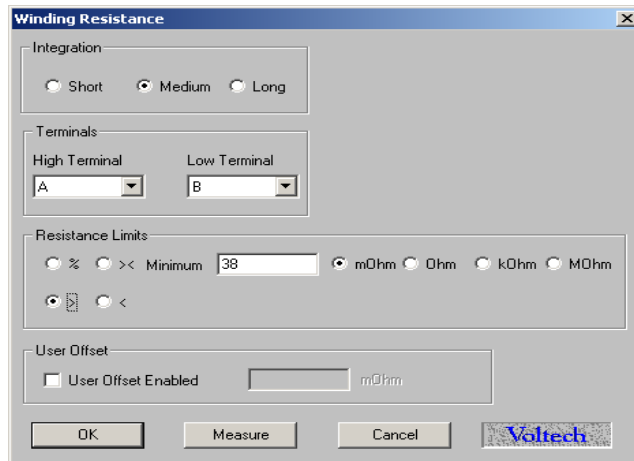 Winding Resistance
Integration
Short Medium Long
Terminals
High Terminal Low Terminal
A B
Resistance Limits
% >< Minimum 38 mOhm Ohm kOhm MOhm
> <
User Offset
User Offset Enabled mOhm
OK Measure Cancel Voltech